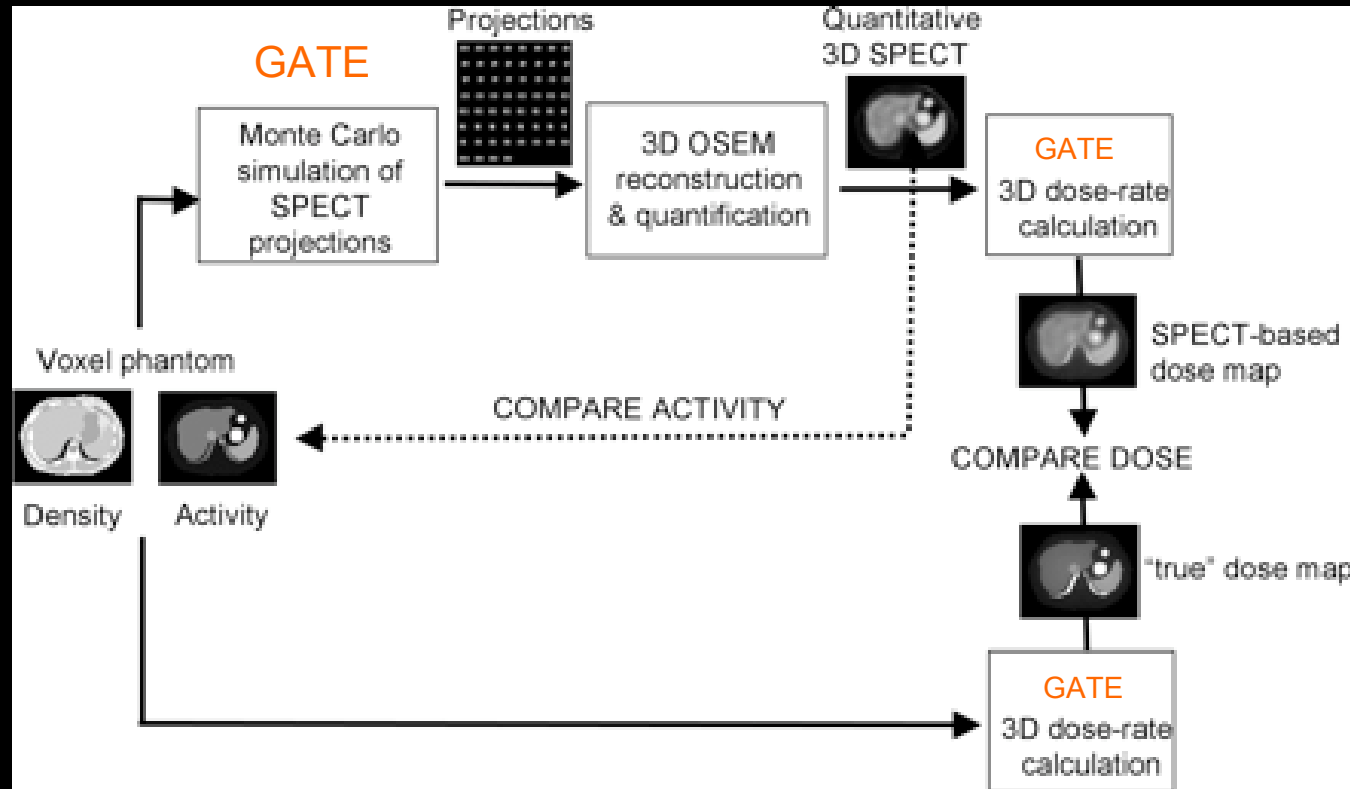 Projections
Quantitative
3D SPECT
GATE
Monte Carlo
simulation of
SPECT
projections
3D OSEM
reconstruction
& quantification
GATE
3D dose-rate
calculation
Voxel phantom
Density
Activity
COMPARE ACTIVITY
SPECT-based
dose map
COMPARE DOSE
"true" dose map
GATE
3D dose-rate
calculation